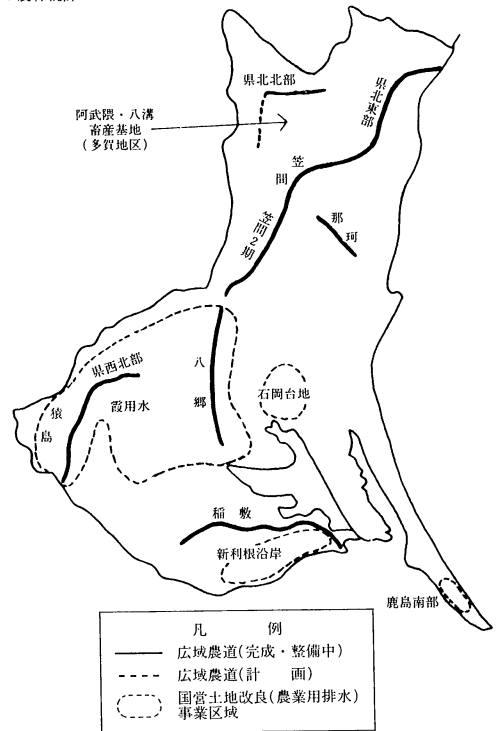 県北北部
県北東部
阿武隈・八溝
畜産基地
(多賀地区)
笠間
那珂
笠間2期
県西北部
八郷
猿島
霞用水
石岡台地
稲敷
新利根沿岸
鹿島南部
凡例
広域農道(完成・整備中)
広域農道(計画)
国営土地改良(農業用排水)
事業区域